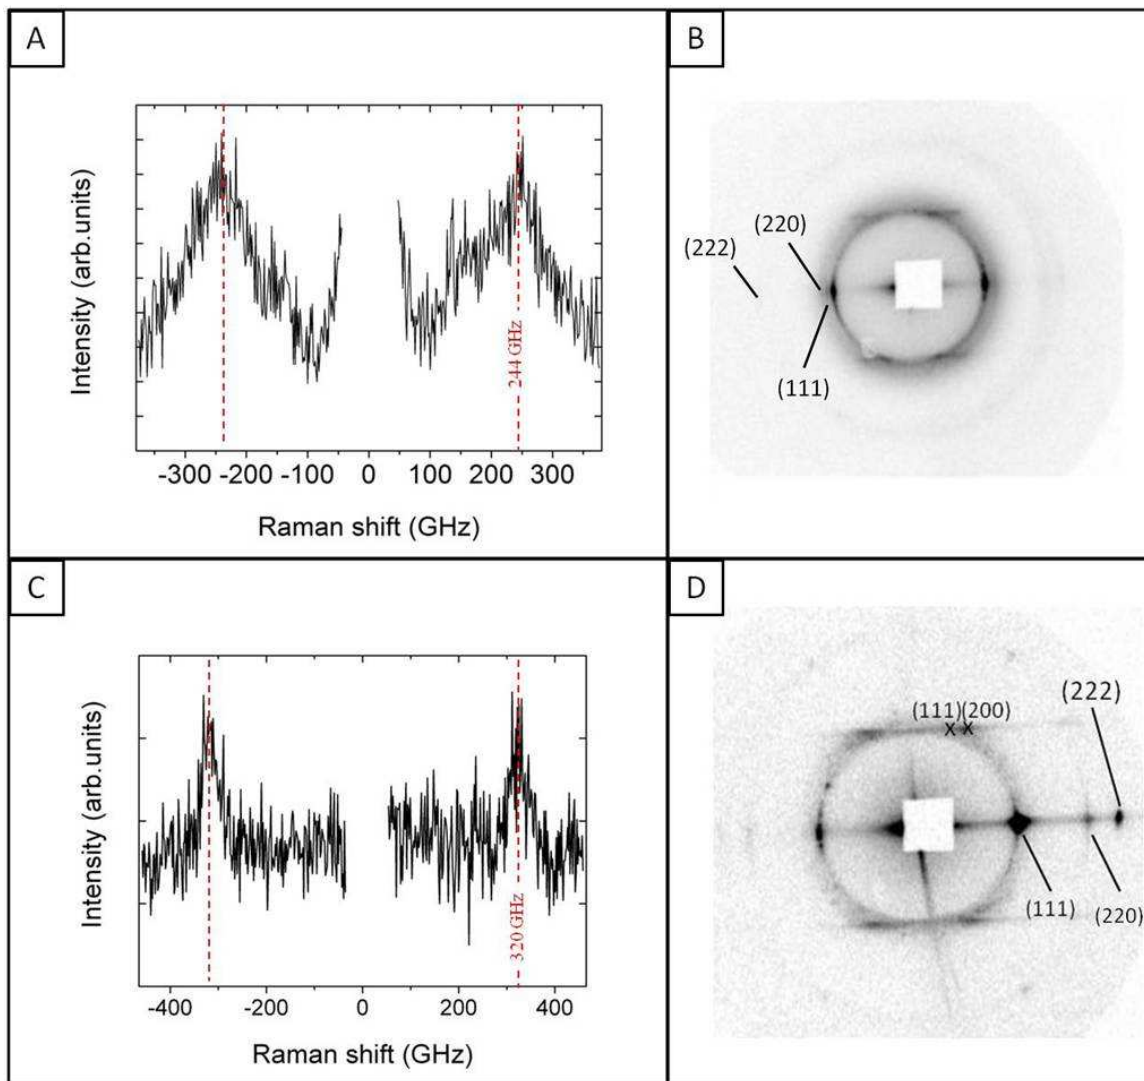 A
Intensity (arb.units)
244 GHz
-300 -200 -100 0 100 200 300
Raman shift (GHz)
B
(220)
(222)
(111)
C
Intensity (arb.units)
320 GHz
-400 -200 0 200 400
Raman shift (GHz)
D
(222)
(111)(200)
x x
(111)
(220)